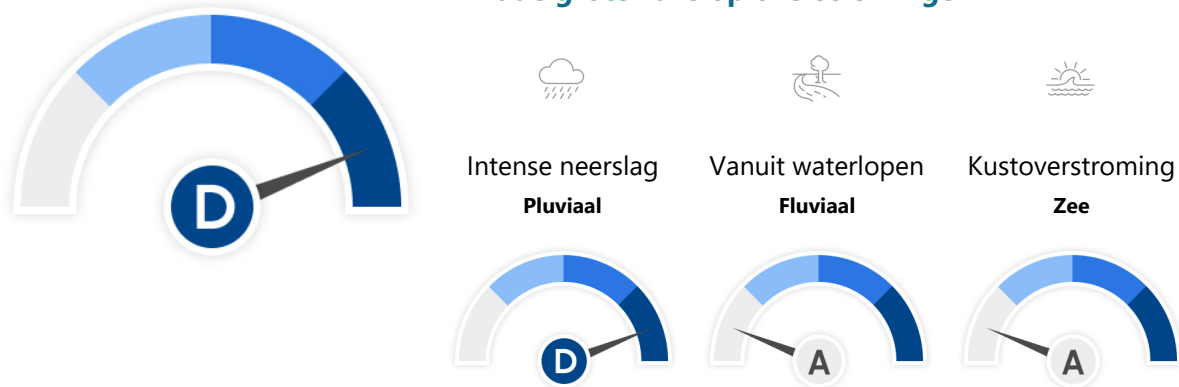 D
Intense neerslag
Pluviaal
D
Vanuit waterlopen
Fluviaal
A
Kustoverstroming
Zee
A